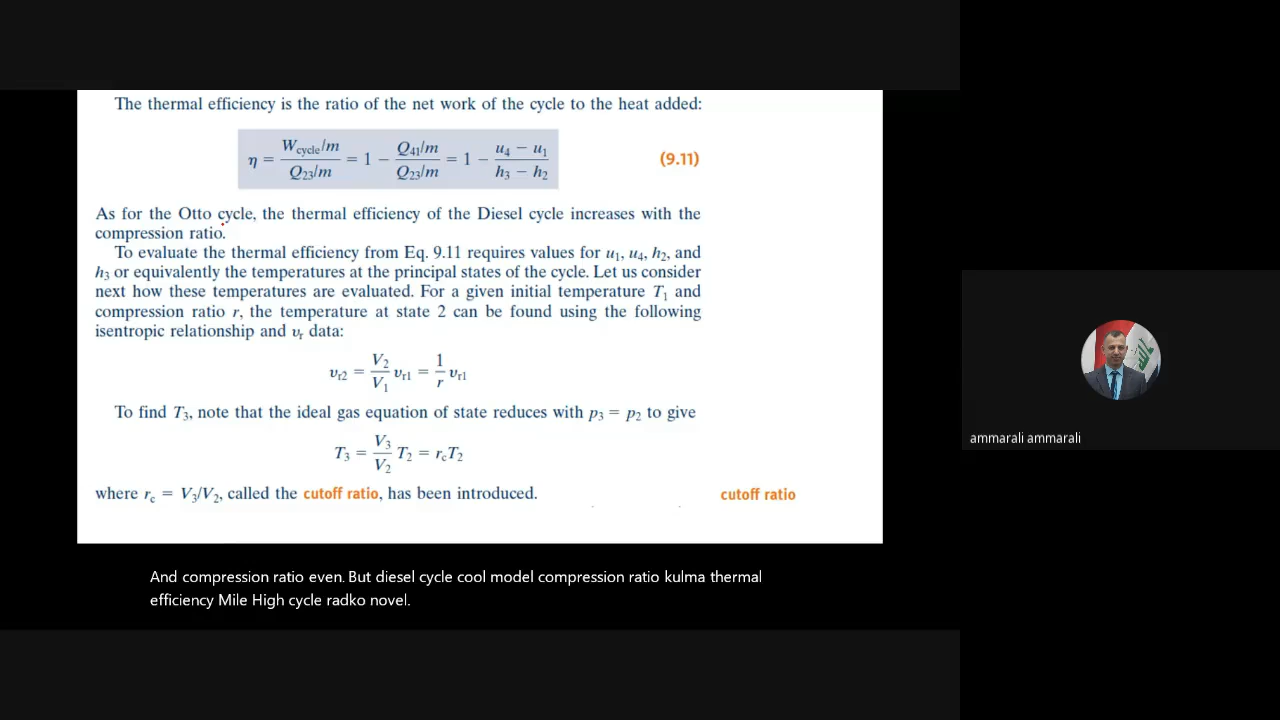 The thermal efficiency is the ratio of the net work of the cycle to the heat added:
η = Wcycle/m / Q23/m = 1 − Q41/m / Q23/m = 1 − u4 − u1 / h3 − h2 (9.11)
As for the Otto cycle, the thermal efficiency of the Diesel cycle increases with the
compression ratio.
To evaluate the thermal efficiency from Eq. 9.11 requires values for u1, u4, h2, and
h3 or equivalently the temperatures at the principal states of the cycle. Let us consider
next how these temperatures are evaluated. For a given initial temperature T1 and
compression ratio r, the temperature at state 2 can be found using the following
isentropic relationship and vr data:
vr2 = V2/V1 vr1 = 1/r vr1
To find T3, note that the ideal gas equation of state reduces with p3 = p2 to give
T3 = V3/V2 T2 = rcT2
where rc = V3/V2, called the cutoff ratio, has been introduced.
cutoff ratio
And compression ratio even. But diesel cycle cool model compression ratio kulma thermal
efficiency Mile High cycle radko novel.
ammarali ammarali